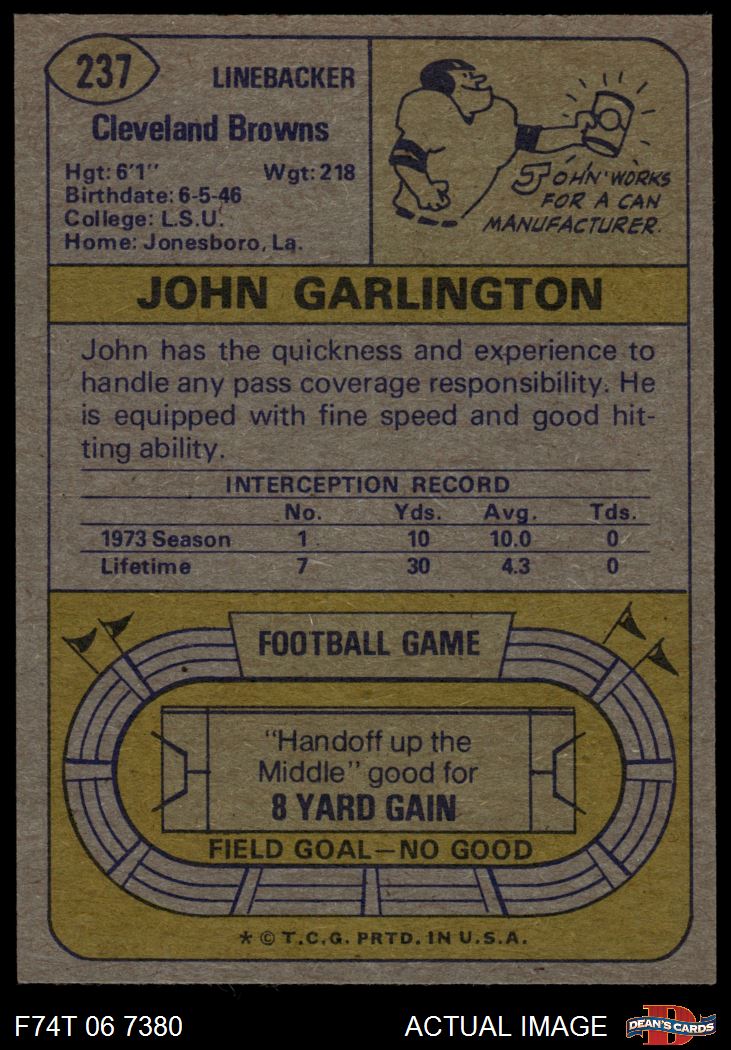 237
LINEBACKER
Cleveland Browns
Hgt: 6'1" Wgt: 218
Birthdate: 6-5-46
College: L.S.U.
Home: Jonesboro, La.
JOHN WORKS
FOR A CAN
MANUFACTURER.
JOHN GARLINGTON
John has the quickness and experience to
handle any pass coverage responsibility. He
is equipped with fine speed and good hit-
ting ability.
INTERCEPTION RECORD
No. Yds. Avg. Tds.
1973 Season 1 10 10.0 0
Lifetime 7 30 4.3 0
FOOTBALL GAME
"Handoff up the
Middle" good for
8 YARD GAIN
FIELD GOAL—NO GOOD
* © T.C.G. PRTD. IN U.S.A.
F74T 06 7380 ACTUAL IMAGE
D
DEAN'S CARDS